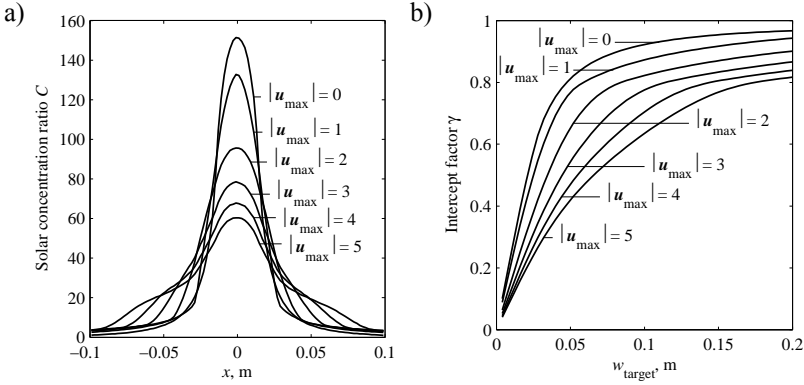 a)
160
140
120
100
80
60
40
20
0
Solar concentration ratio C
|u_max| = 0
|u_max| = 1
|u_max| = 2
|u_max| = 3
|u_max| = 4
|u_max| = 5
−0.1
−0.05
0
0.05
0.1
x, m
b)
1
0.8
0.6
0.4
0.2
0
Intercept factor γ
|u_max| = 0
|u_max| = 1
|u_max| = 2
|u_max| = 3
|u_max| = 4
|u_max| = 5
0
0.05
0.1
0.15
0.2
w_target, m